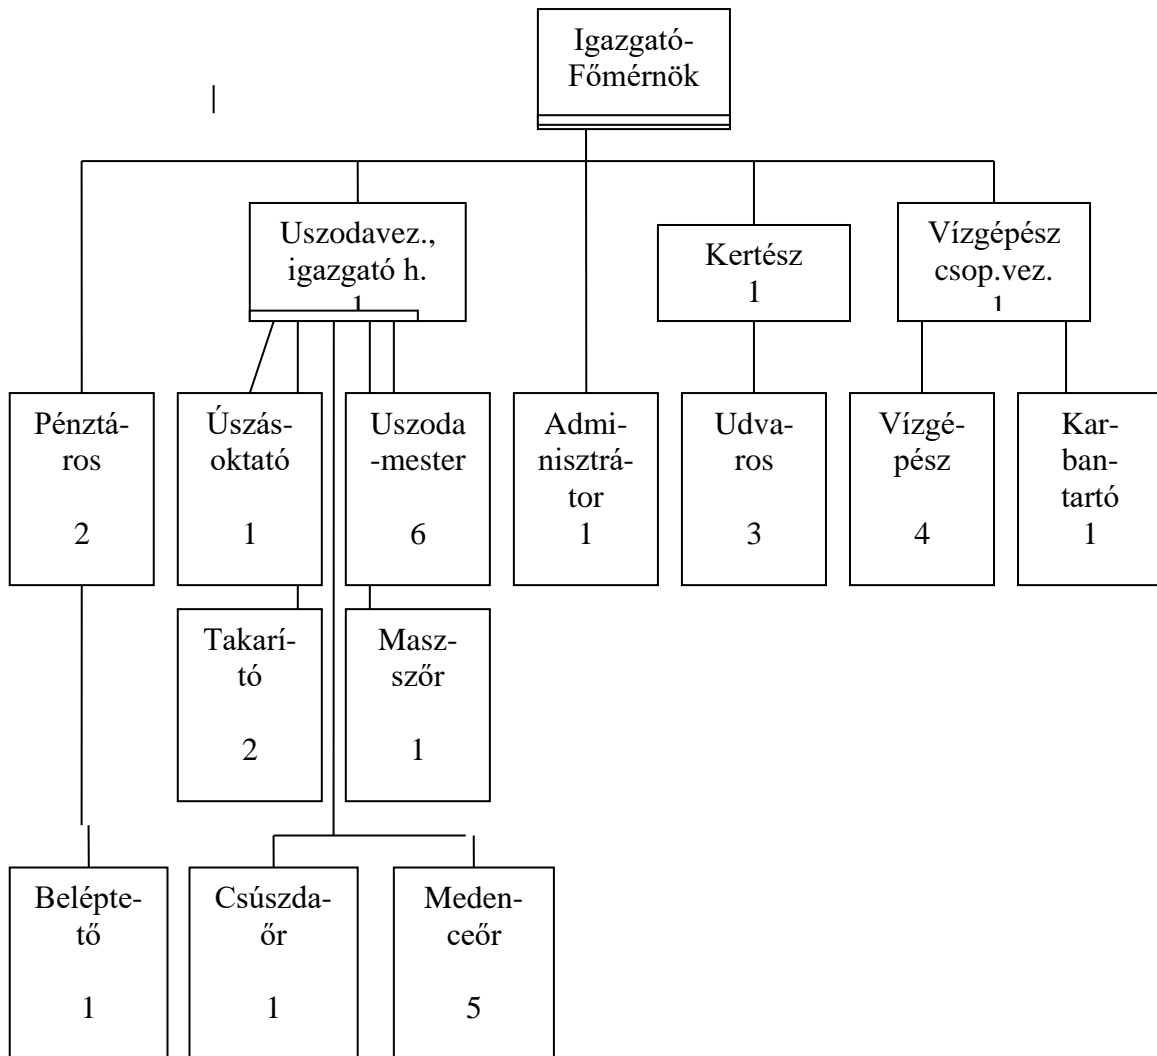 Igazgató-
Főmérnök
Uszodavez.,
igazgató h.
1
Kertész
1
Vízgépész
csop.vez.
1
Pénztá-
ros
2
Úszás-
oktató
1
Uszoda
-mester
6
Admi-
nisztrá-
tor
1
Udva-
ros
3
Vízgé-
pész
4
Kar-
ban-
tartó
1
Takarí-
tó
2
Masz-
szőr
1
Beépte-
tő
1
Csúszda-
őr
1
Meden-
ceőr
5